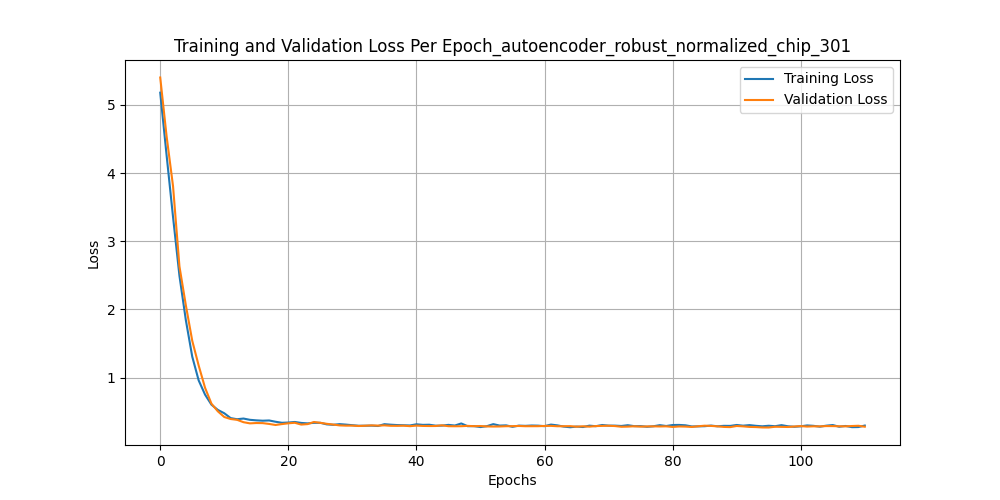 Training and Validation Loss Per Epoch_autoencoder_robust_normalized_chip_301
Training Loss
Validation Loss
Loss
5
4
3
2
1
0 20 40 60 80 100
Epochs